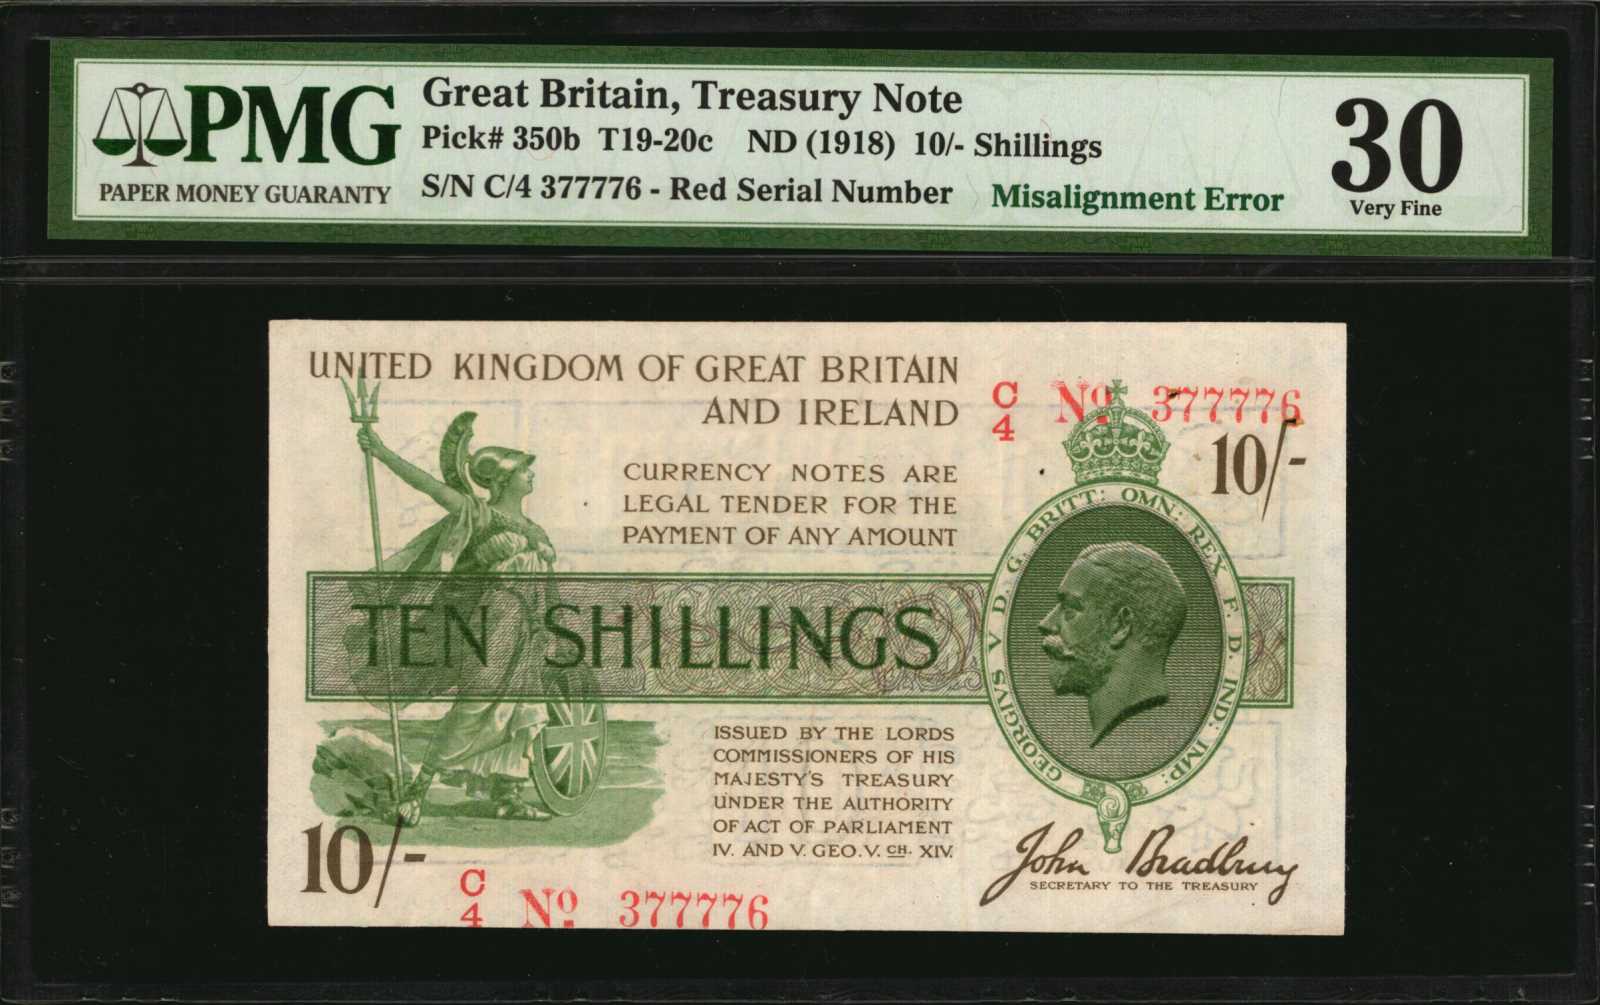 PMG
PAPER MONEY GUARANTY
Great Britain, Treasury Note
Pick# 350b T19-20c ND (1918) 10/- Shillings
S/N C/4 377776 - Red Serial Number Misalignment Error
30
Very Fine
UNITED KINGDOM OF GREAT BRITAIN
AND IRELAND
C/4 No 377776
10/-
CURRENCY NOTES ARE
LEGAL TENDER FOR THE
PAYMENT OF ANY AMOUNT
GEORGIVS V D. G. BRITT: OMN: REX F. D. IND: IMP:
TEN SHILLINGS
ISSUED BY THE LORDS
COMMISSIONERS OF HIS
MAJESTY'S TREASURY
UNDER THE AUTHORITY
OF ACT OF PARLIAMENT
IV. AND V. GEO. V. CH. XIV.
10/-
John Bradbury
SECRETARY TO THE TREASURY
C/4 No 377776